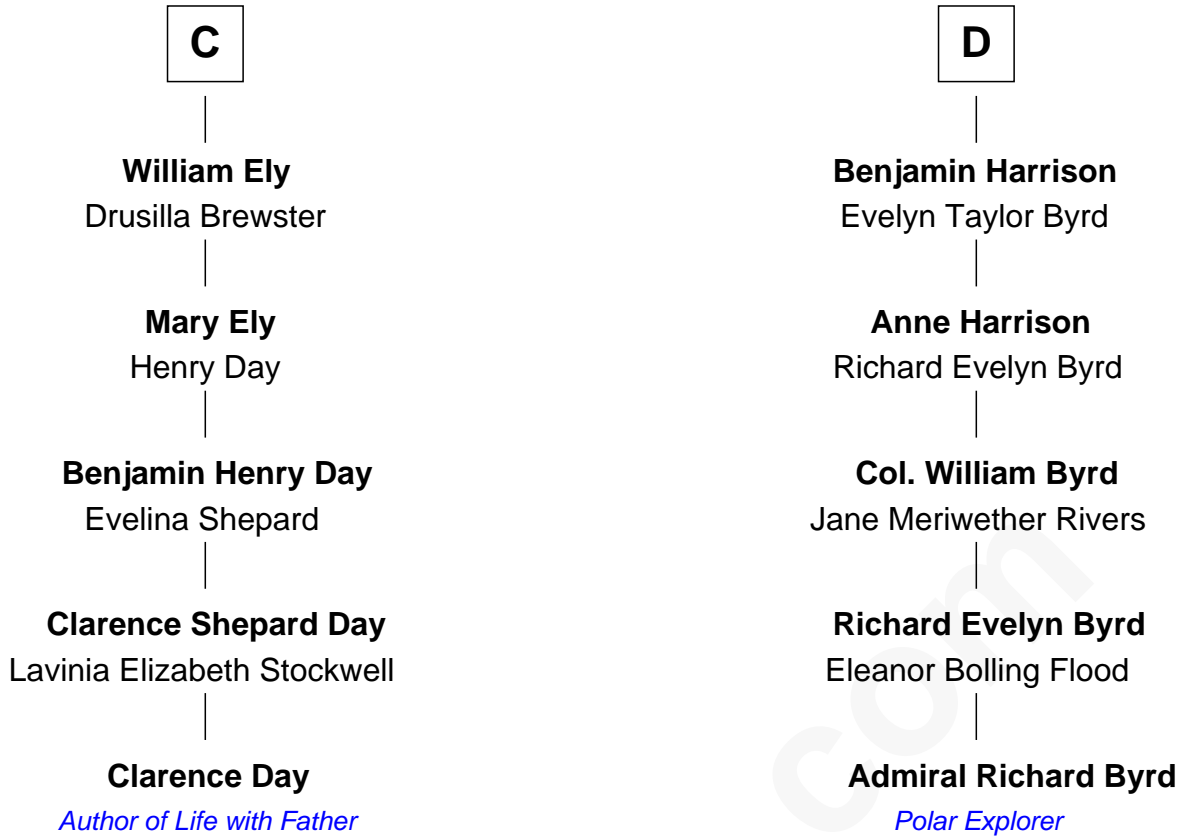 C
William Ely
Drusilla Brewster
Mary Ely
Henry Day
Benjamin Henry Day
Evelina Shepard
Clarence Shepard Day
Lavinia Elizabeth Stockwell
Clarence Day
Author of Life with Father
D
Benjamin Harrison
Evelyn Taylor Byrd
Anne Harrison
Richard Evelyn Byrd
Col. William Byrd
Jane Meriwether Rivers
Richard Evelyn Byrd
Eleanor Bolling Flood
Admiral Richard Byrd
Polar Explorer
com